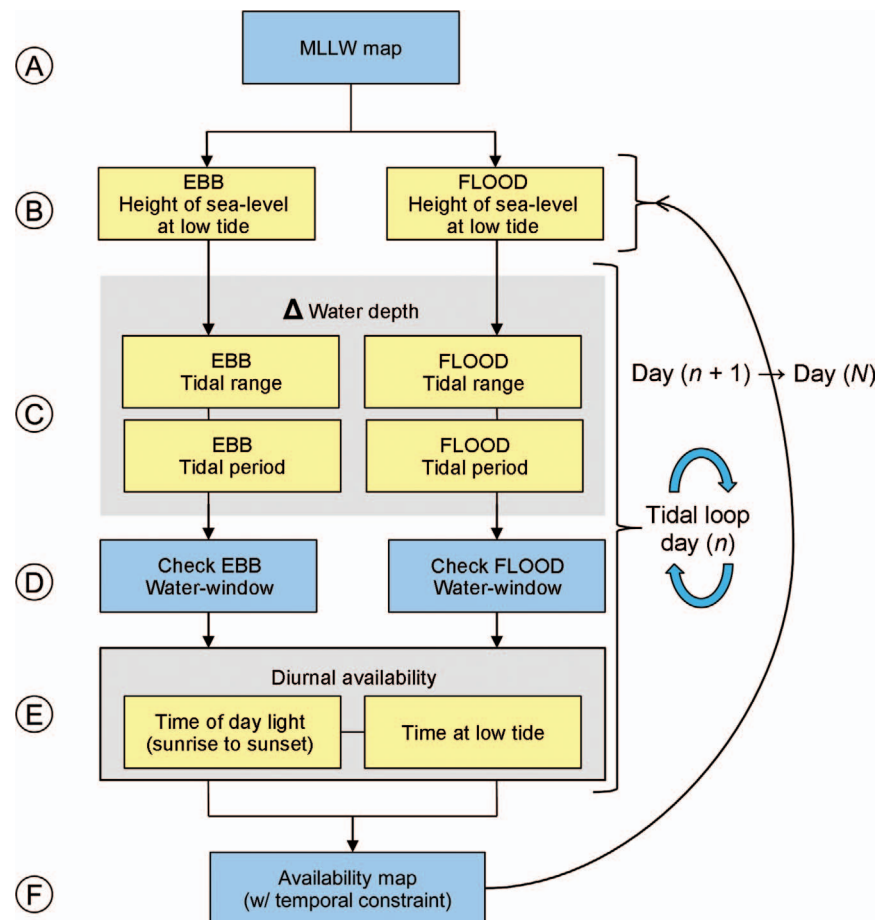 A
MLLW map
B
EBB
Height of sea-level
at low tide
FLOOD
Height of sea-level
at low tide
C
Δ Water depth
EBB
Tidal range
FLOOD
Tidal range
EBB
Tidal period
FLOOD
Tidal period
Day (n + 1) → Day (N)
Tidal loop
day (n)
D
Check EBB
Water-window
Check FLOOD
Water-window
E
Diurnal availability
Time of day light
(sunrise to sunset)
Time at low tide
F
Availability map
(w/ temporal constraint)